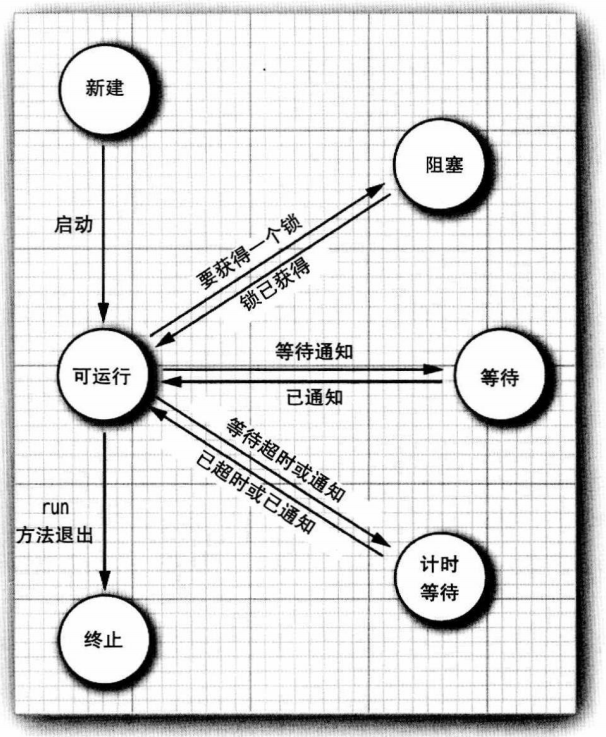 新建
阻塞
启动
要获得一个锁
锁已获得
可运行
等待通知
已通知
等待
等待超时或通知
已超时或已通知
run
方法退出
计时
等待
终止